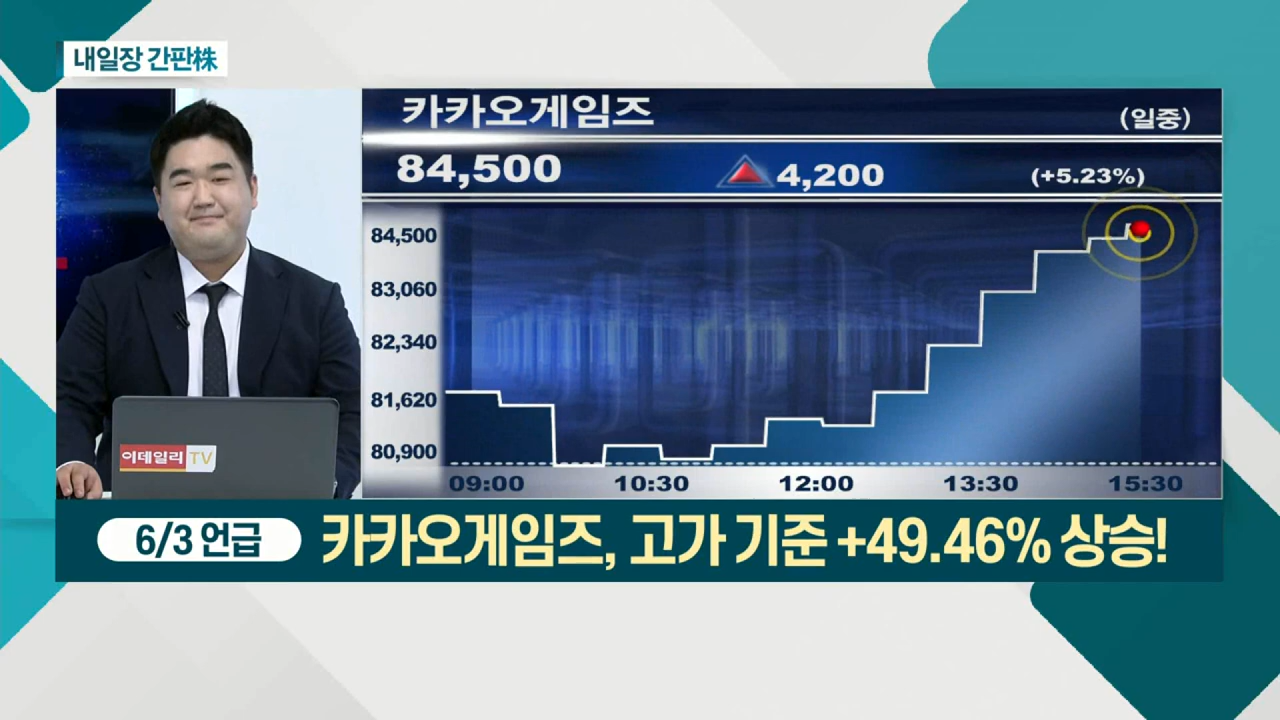 내일장 간판株
카카오게임즈
(일중)
84,500 ▲ 4,200 (+5.23%)
84,500
83,060
82,340
81,620
80,900
09:00 10:30 12:00 13:30 15:30
이데일리 TV
6/3 언급 카카오게임즈, 고가 기준 +49.46% 상승!